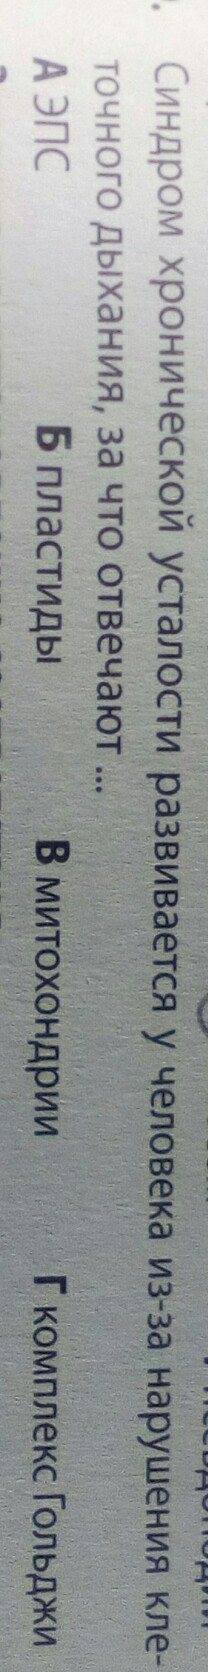 Синдром хронической усталости развивается у человека из-за нарушения кле-
точного дыхания, за что отвечают ...
А ЭПС Б пластиды В митохондрии Г комплекс Гольджи